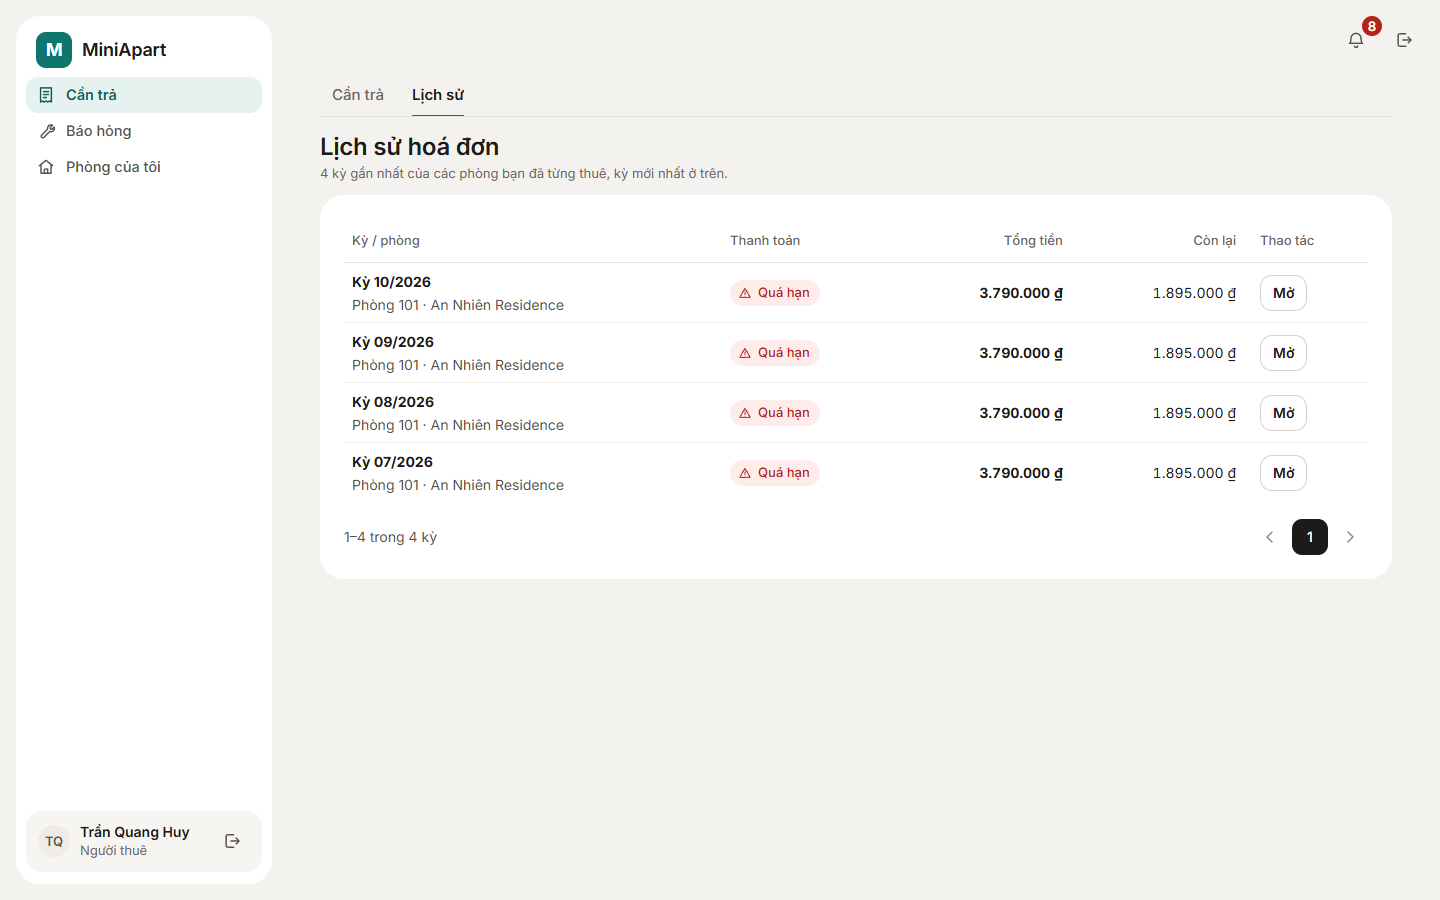 M MiniApart
Cần trả
Báo hỏng
Phòng của tôi
TQ
Trần Quang Huy
Người thuê
8
Cần trả Lịch sử
Lịch sử hoá đơn
4 kỳ gần nhất của các phòng bạn đã từng thuê, kỳ mới nhất ở trên.
Kỳ / phòng Thanh toán Tổng tiền Còn lại Thao tác
Kỳ 10/2026
Phòng 101 · An Nhiên Residence
Quá hạn 3.790.000 ₫ 1.895.000 ₫ Mở
Kỳ 09/2026
Phòng 101 · An Nhiên Residence
Quá hạn 3.790.000 ₫ 1.895.000 ₫ Mở
Kỳ 08/2026
Phòng 101 · An Nhiên Residence
Quá hạn 3.790.000 ₫ 1.895.000 ₫ Mở
Kỳ 07/2026
Phòng 101 · An Nhiên Residence
Quá hạn 3.790.000 ₫ 1.895.000 ₫ Mở
1–4 trong 4 kỳ
1